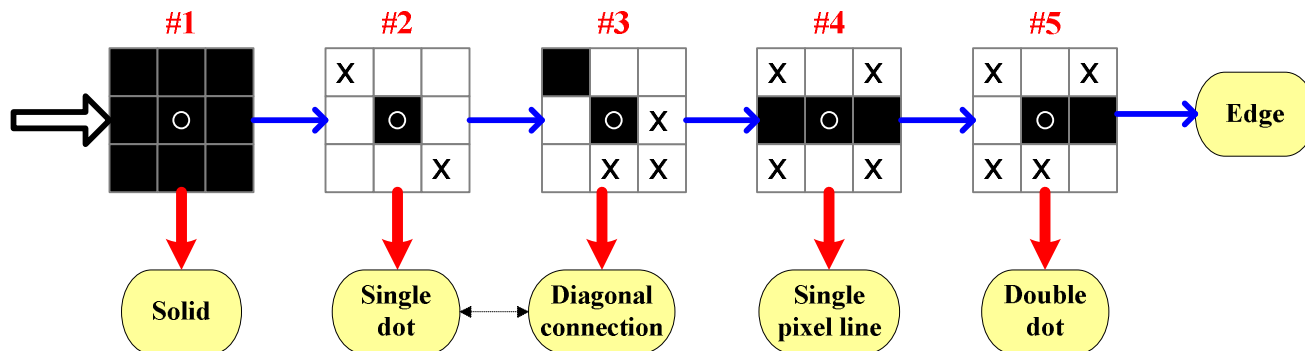 #1 #2 #3 #4 #5
X X X X X
X
X X X X X X X
Edge
Solid
Single
dot
Diagonal
connection
Single
pixel line
Double
dot